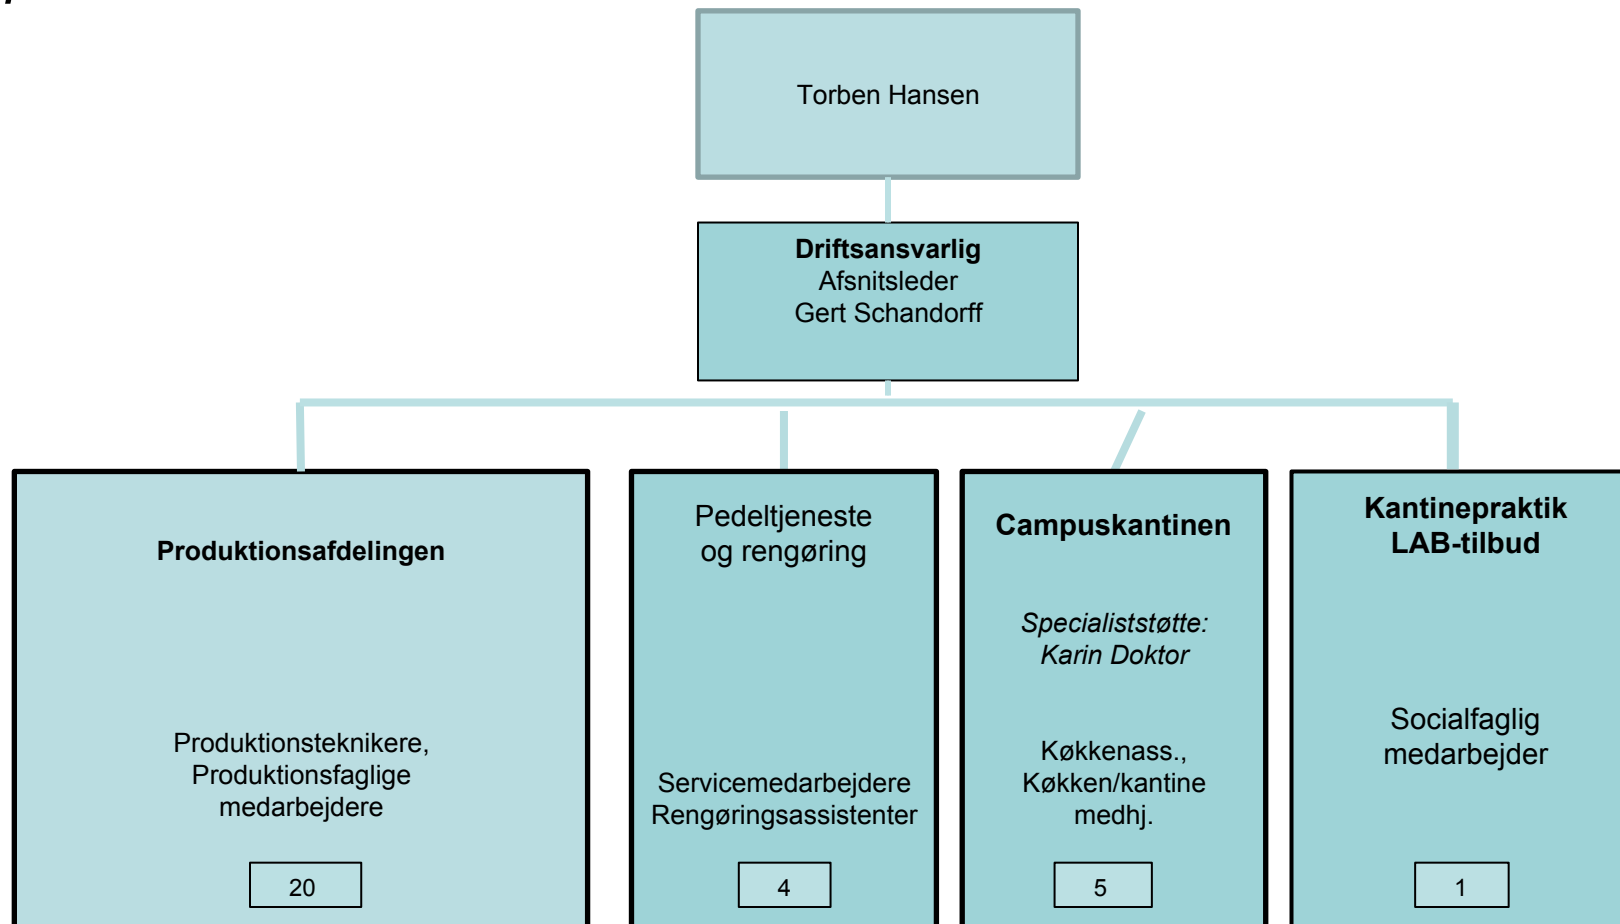 Torben Hansen
Driftsansvarlig
Afsnitsleder
Gert Schandorff
Produktionsafdelingen
Produktionsteknikere,
Produktionsfaglige
medarbejdere
20
Pedeltjeneste
og rengøring
Servicemedarbejdere
Rengøringsassistenter
4
Campuskantinen
Specialiststøtte:
Karin Doktor
Køkkenass.,
Køkken/kantine
medhj.
5
Kantinepraktik
LAB-tilbud
Socialfaglig
medarbejder
1